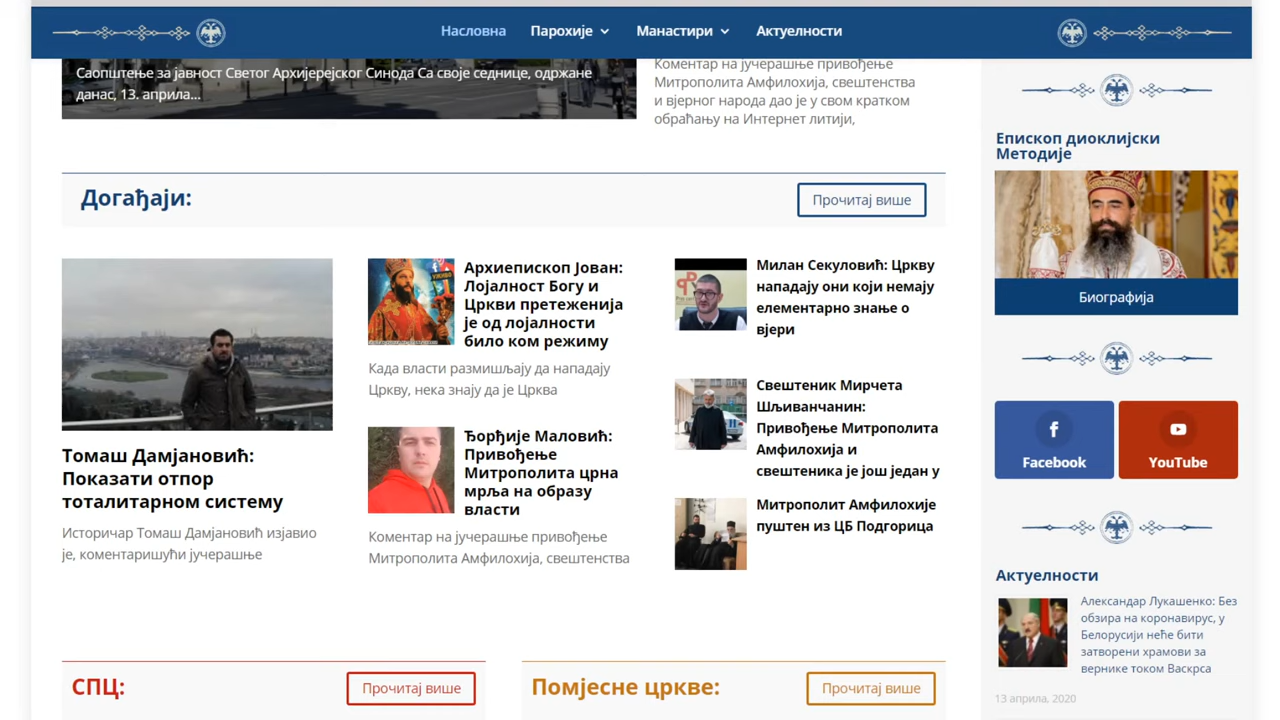 Насловна
Парохије
Манастири
Актуелности
Саопштење за јавност Светог Архијерејског Синода Са своје седнице, одржане
данас, 13. априла...
Коментар на јучерашње привођење
Митрополита Амфилохија, свештенства
и вјерног народа дао је у свом кратком
обраћању на Интернет литији,
Догађаји:
Прочитај више
Томаш Дамјановић:
Показати отпор
тоталитарном систему
Историчар Томаш Дамјановић изјавио
је, коментаришући јучерашње
Архиепископ Јован:
Лојалност Богу и
Цркви претеженија
је од лојалности
било ком режиму
Када власти размишљају да нападају
Цркву, нека знају да је Црква
Ђорђије Маловић:
Привођење
Митрополита црна
мрља на образу
власти
Коментар на јучерашње привођење
Митрополита Амфилохија, свештенства
Милан Секуловић: Цркву
нападају они који немају
елементарно знање о
вјери
Свештеник Мирчета
Шљиванчанин:
Привођење Митрополита
Амфилохија и
свештеника је још један у
Митрополит Амфилохије
пуштен из ЦБ Подгорица
СПЦ:
Прочитај више
Помјесне цркве:
Прочитај више
Епископ диоклијски
Методије
Биографија
Facebook
YouTube
Актуелности
Александар Лукашенко: Без
обзира на коронавирус, у
Белорусији неће бити
затворени храмови за
вернике током Васкрса
13 априла, 2020